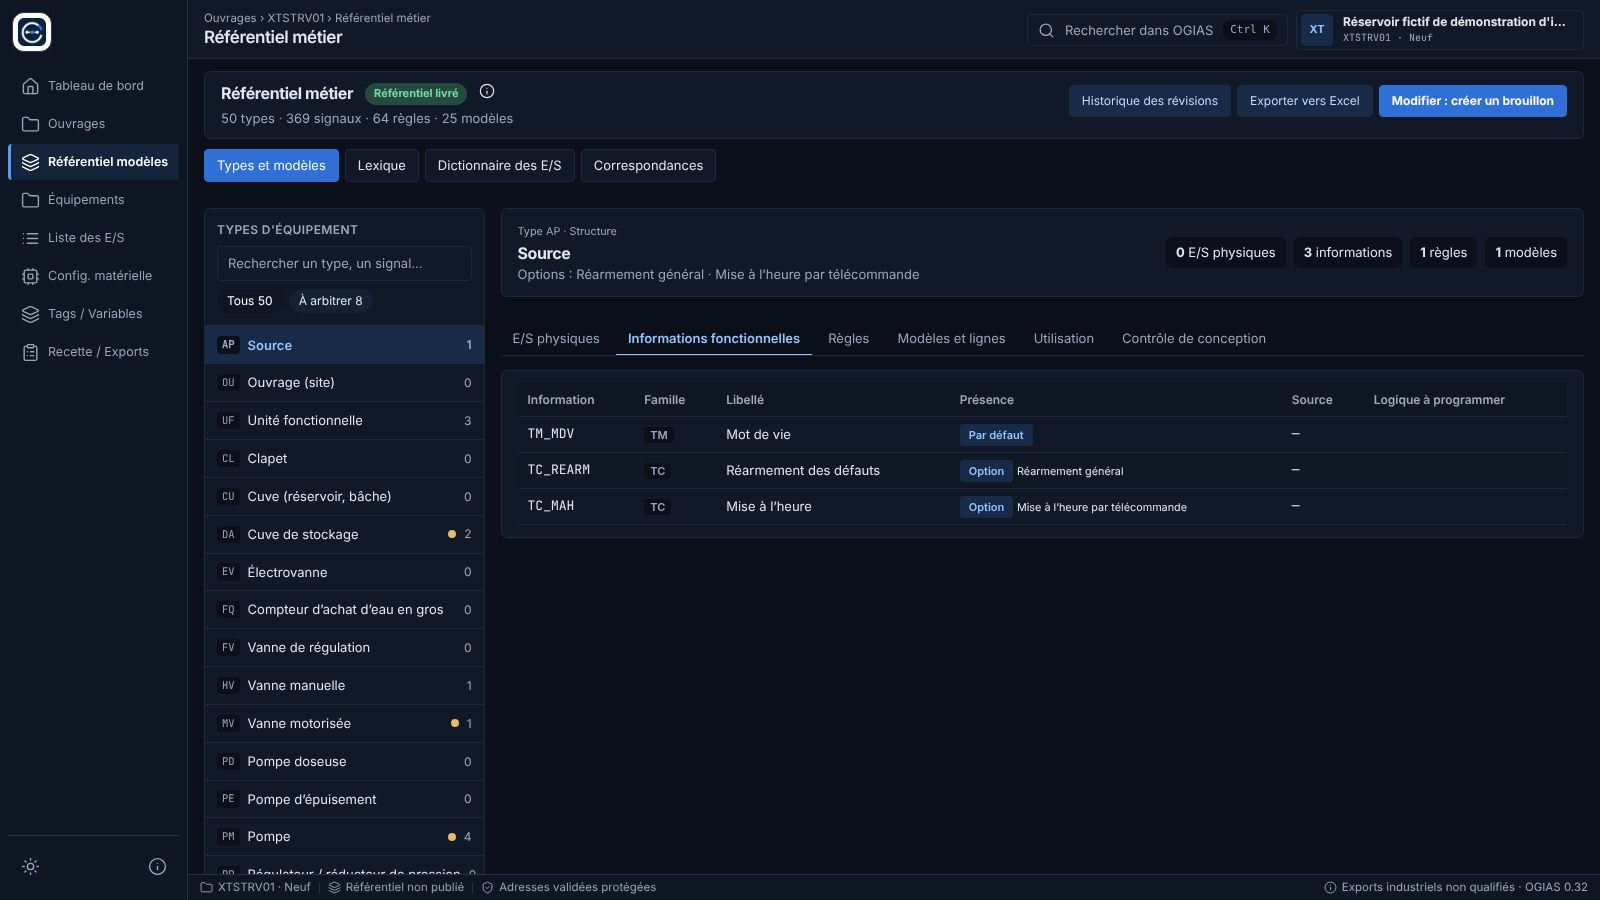 Ouvrages › XTSTRV01 › Référentiel métier
Référentiel métier
Rechercher dans OGIAS Ctrl K
XT
Réservoir fictif de démonstration d'i...
XTSTRV01 · Neuf
Tableau de bord
Ouvrages
Référentiel modèles
Équipements
Liste des E/S
Config. matérielle
Tags / Variables
Recette / Exports
Référentiel métier Référentiel livré
50 types · 369 signaux · 64 règles · 25 modèles
Historique des révisions
Exporter vers Excel
Modifier : créer un brouillon
Types et modèles
Lexique
Dictionnaire des E/S
Correspondances
TYPES D'ÉQUIPEMENT
Rechercher un type, un signal...
Tous 50 À arbitrer 8
AP Source 1
OU Ouvrage (site) 0
UF Unité fonctionnelle 3
CL Clapet 0
CU Cuve (réservoir, bâche) 0
DA Cuve de stockage 2
EV Électrovanne 0
FQ Compteur d’achat d’eau en gros 0
FV Vanne de régulation 0
HV Vanne manuelle 1
MV Vanne motorisée 1
PD Pompe doseuse 0
PE Pompe d’épuisement 0
PM Pompe 4
Régulateur / réducteur de pression
Type AP · Structure
Source
Options : Réarmement général · Mise à l’heure par télécommande
0 E/S physiques
3 informations
1 règles
1 modèles
E/S physiques
Informations fonctionnelles
Règles
Modèles et lignes
Utilisation
Contrôle de conception
Information Famille Libellé Présence Source Logique à programmer
TM_MDV TM Mot de vie Par défaut —
TC_REARM TC Réarmement des défauts Option Réarmement général —
TC_MAH TC Mise à l’heure Option Mise à l’heure par télécommande —
XTSTRV01 · Neuf
Référentiel non publié
Adresses validées protégées
Exports industriels non qualifiés · OGIAS 0.32